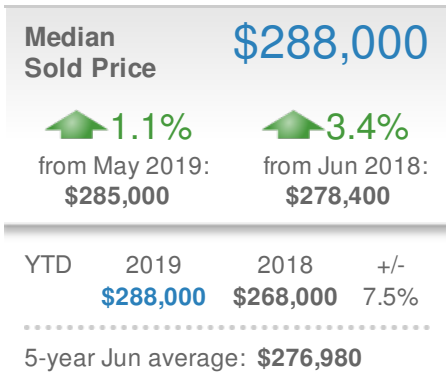 Median $288,000
Sold Price
1.1% 3.4%
from May 2019: from Jun 2018:
$285,000 $278,400
YTD 2019 2018 +/-
$288,000 $268,000 7.5%
5-year Jun average: $276,980